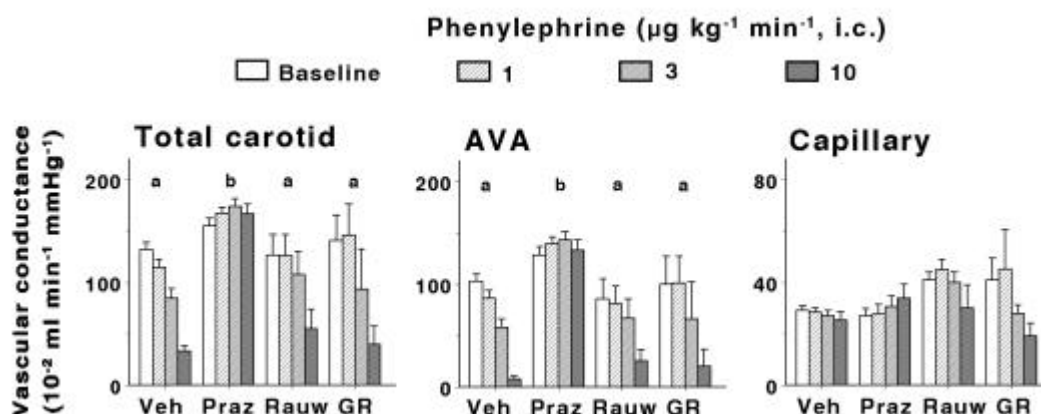 Phenylephrine (µg kg⁻¹ min⁻¹, i.c.)
Baseline 1 3 10
Vascular conductance
(10⁻² ml min⁻¹ mmHg⁻¹)
Total carotid
200
100
0
a b a a
Veh Praz Rauw GR
AVA
200
100
0
a b a a
Veh Praz Rauw GR
Capillary
80
40
0
Veh Praz Rauw GR